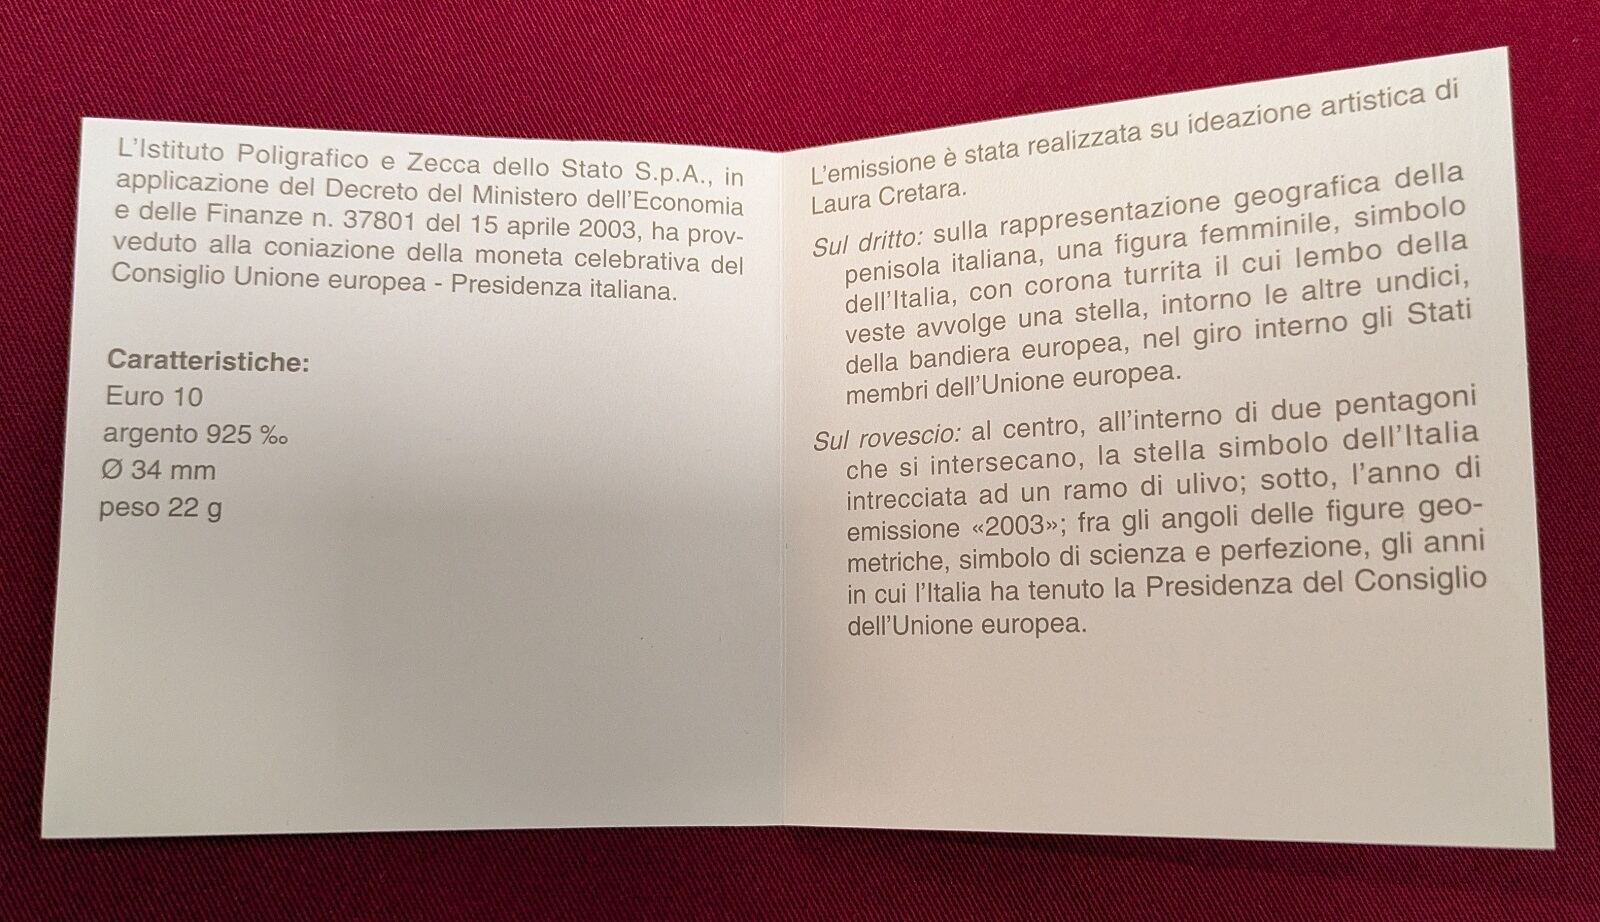 L'Istituto Poligrafico e Zecca dello Stato S.p.A., in
applicazione del Decreto del Ministero dell'Economia
e delle Finanze n. 37801 del 15 aprile 2003, ha prov-
veduto alla coniazione della moneta celebrativa del
Consiglio Unione europea - Presidenza italiana.
Caratteristiche:
Euro 10
argento 925 ‰
Ø 34 mm
peso 22 g
L'emissione è stata realizzata su ideazione artistica di
Laura Cretara.
Sul dritto: sulla rappresentazione geografica della
penisola italiana, una figura femminile, simbolo
dell'Italia, con corona turrita il cui lembo della
veste avvolge una stella, intorno le altre undici,
della bandiera europea, nel giro interno gli Stati
membri dell'Unione europea.
Sul rovescio: al centro, all'interno di due pentagoni
che si intersecano, la stella simbolo dell'Italia
intrecciata ad un ramo di ulivo; sotto, l'anno di
emissione «2003»; fra gli angoli delle figure geo-
metriche, simbolo di scienza e perfezione, gli anni
in cui l'Italia ha tenuto la Presidenza del Consiglio
dell'Unione europea.